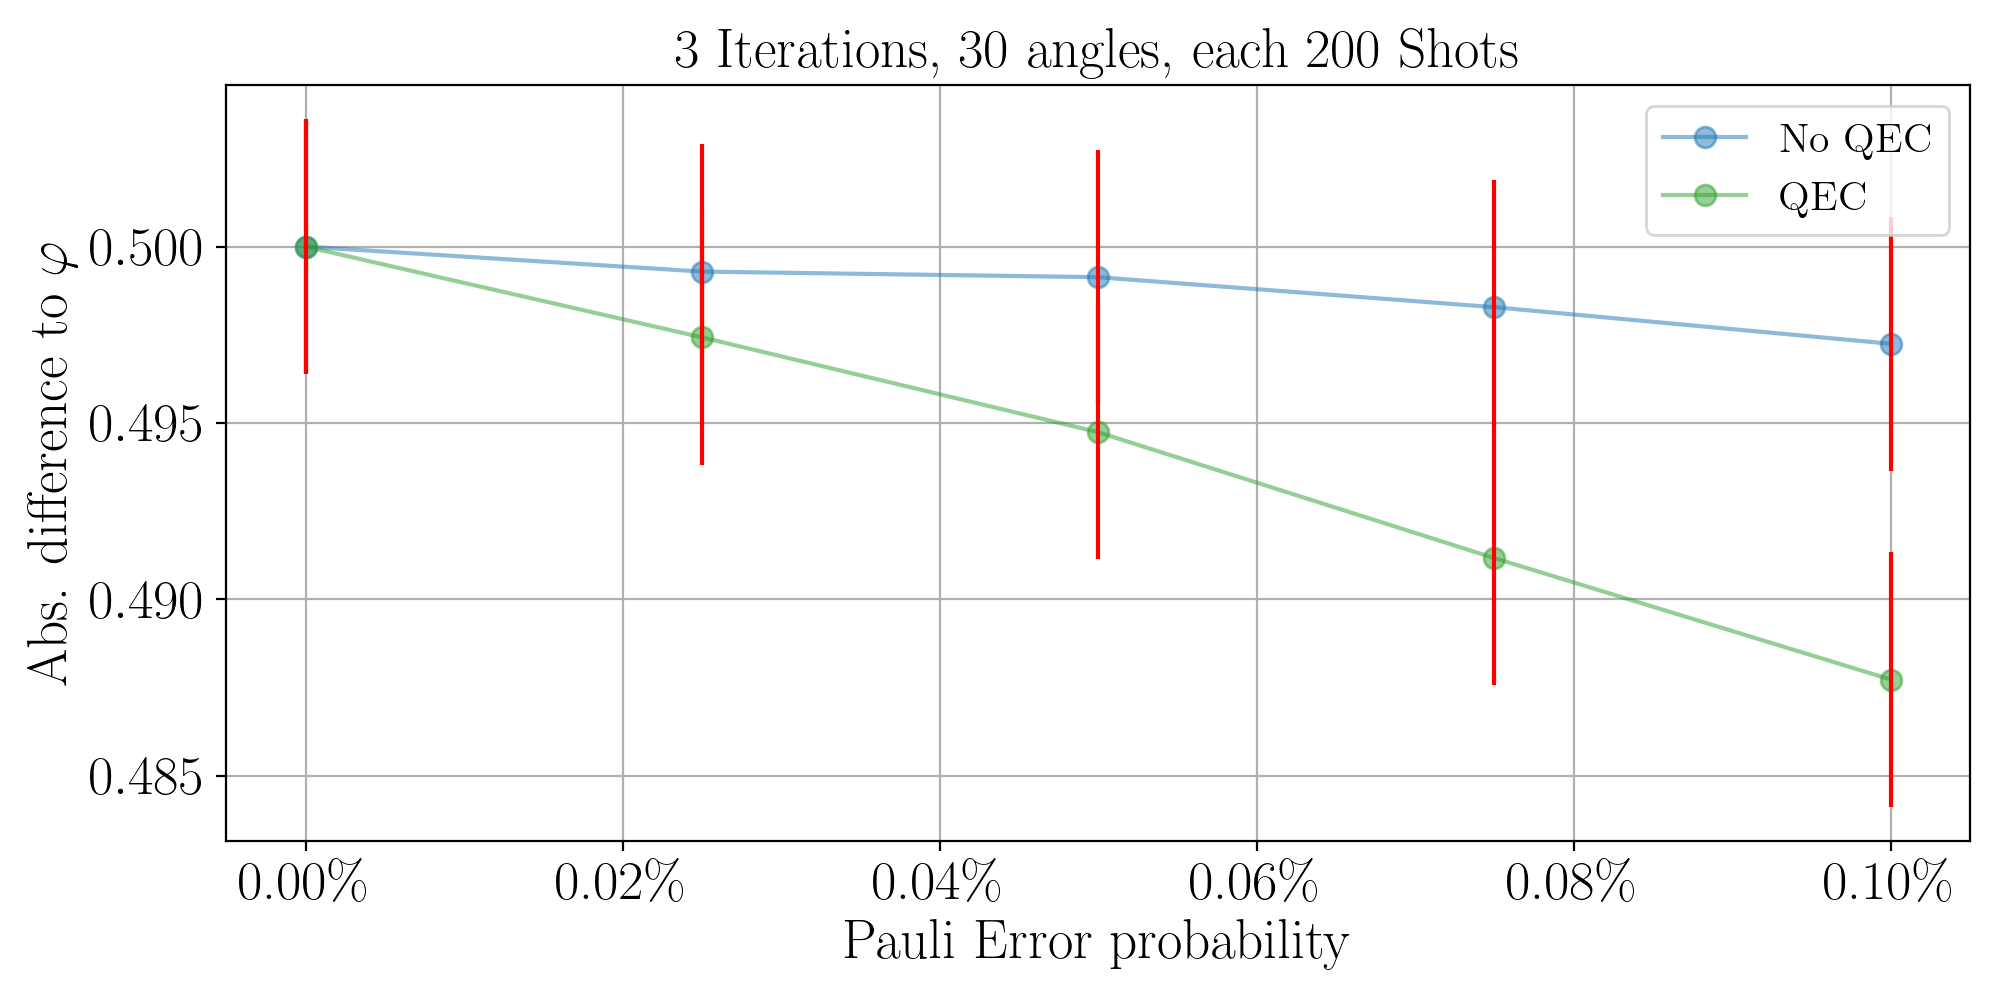 3 Iterations, 30 angles, each 200 Shots
No QEC
QEC
Abs. difference to φ
0.500
0.495
0.490
0.485
0.00% 0.02% 0.04% 0.06% 0.08% 0.10%
Pauli Error probability